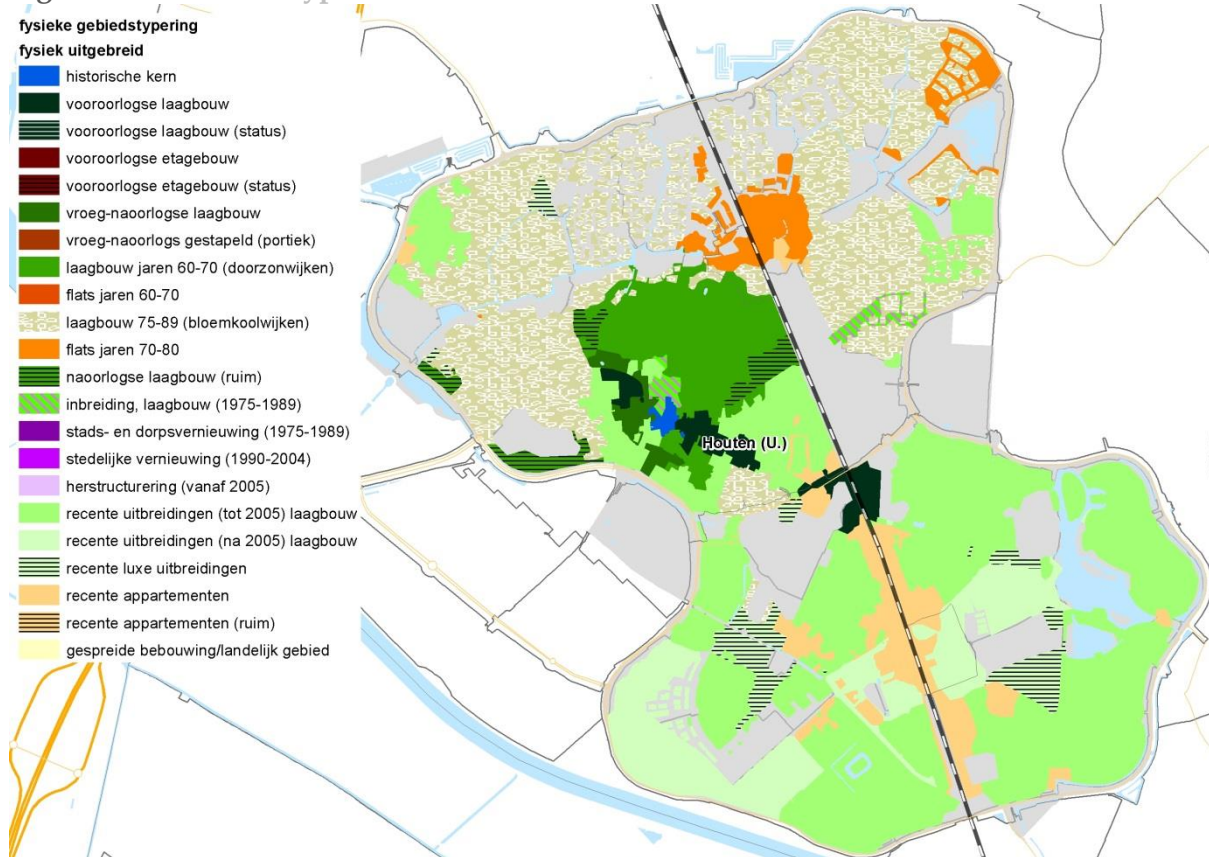 fysieke gebiedstypering
fysiek uitgebreid
historische kern
vooroorlogse laagbouw
vooroorlogse laagbouw (status)
vooroorlogse etagebouw
vooroorlogse etagebouw (status)
vroeg-naoorlogse laagbouw
vroeg-naoorlogs gestapeld (portiek)
laagbouw jaren 60-70 (doorzonwijken)
flats jaren 60-70
laagbouw 75-89 (bloemkoolwijken)
flats jaren 70-80
naoorlogse laagbouw (ruim)
inbreiding, laagbouw (1975-1989)
stads- en dorpsvernieuwing (1975-1989)
stedelijke vernieuwing (1990-2004)
herstructurering (vanaf 2005)
recente uitbreidingen (tot 2005) laagbouw
recente uitbreidingen (na 2005) laagbouw
recente luxe uitbreidingen
recente appartementen
recente appartementen (ruim)
gespreide bebouwing/landelijk gebied
Houten (U.)